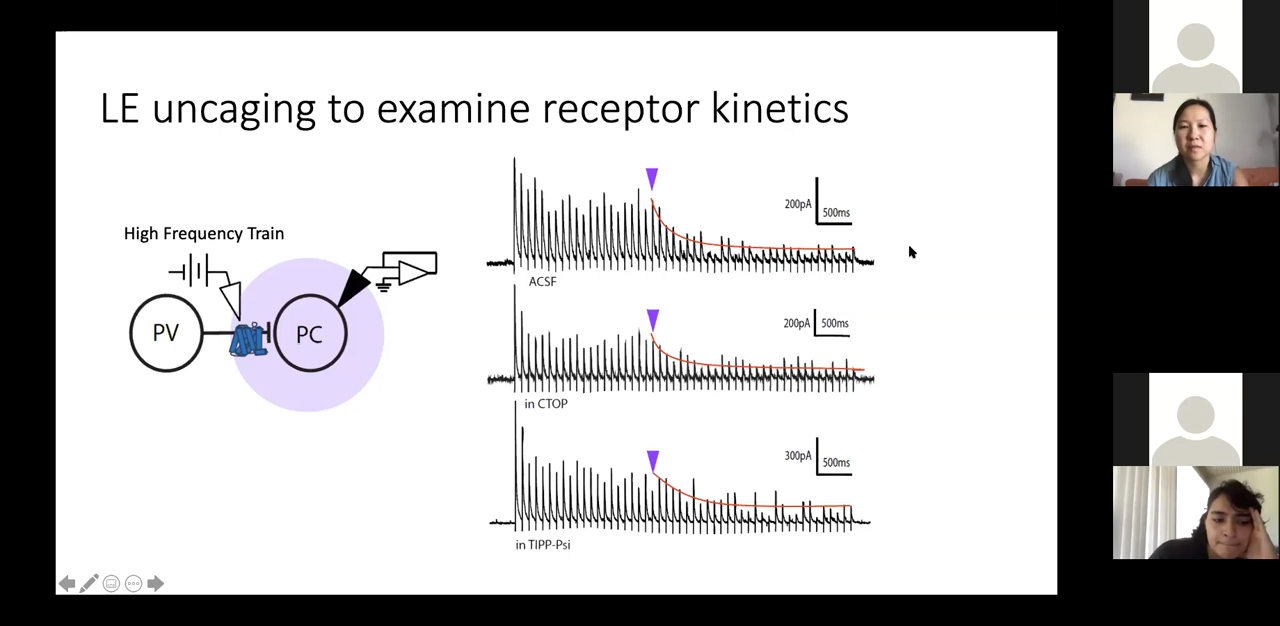 LE uncaging to examine receptor kinetics
High Frequency Train
PV
PC
200pA
500ms
ACSF
200pA
500ms
in CTOP
300pA
500ms
in TIPP-Psi